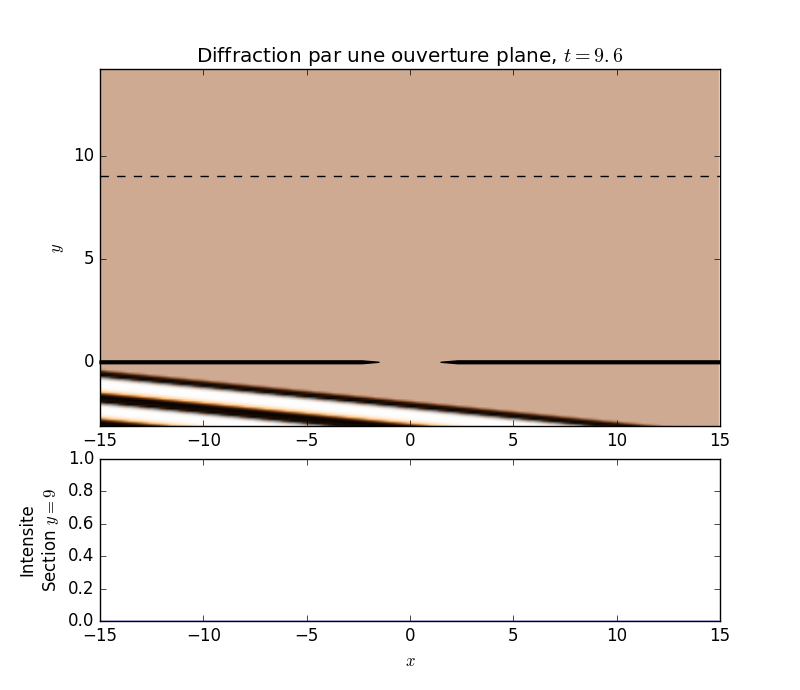 Diffraction par une ouverture plane, t = 9.6
10
5
0
y
−15 −10 −5 0 5 10 15
1.0
0.8
0.6
0.4
0.2
0.0
Intensite
Section y = 9
−15 −10 −5 0 5 10 15
x